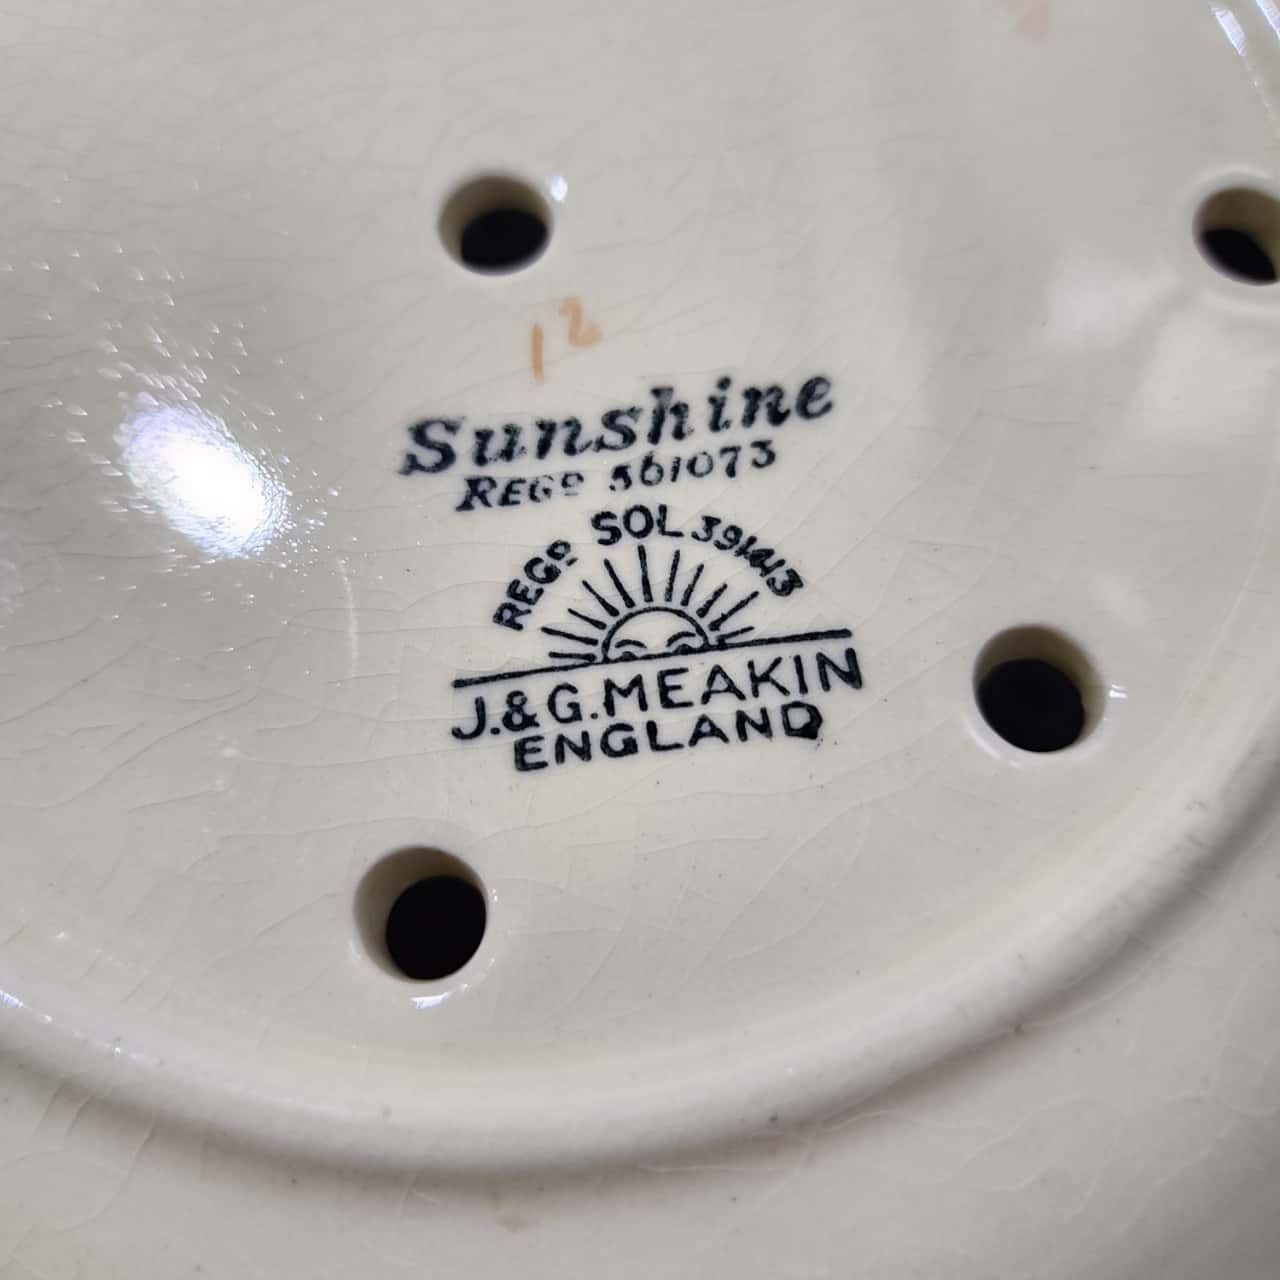 12
Sunshine
REGD 561073
REGD SOL 391413
J.&G.MEAKIN
ENGLAND